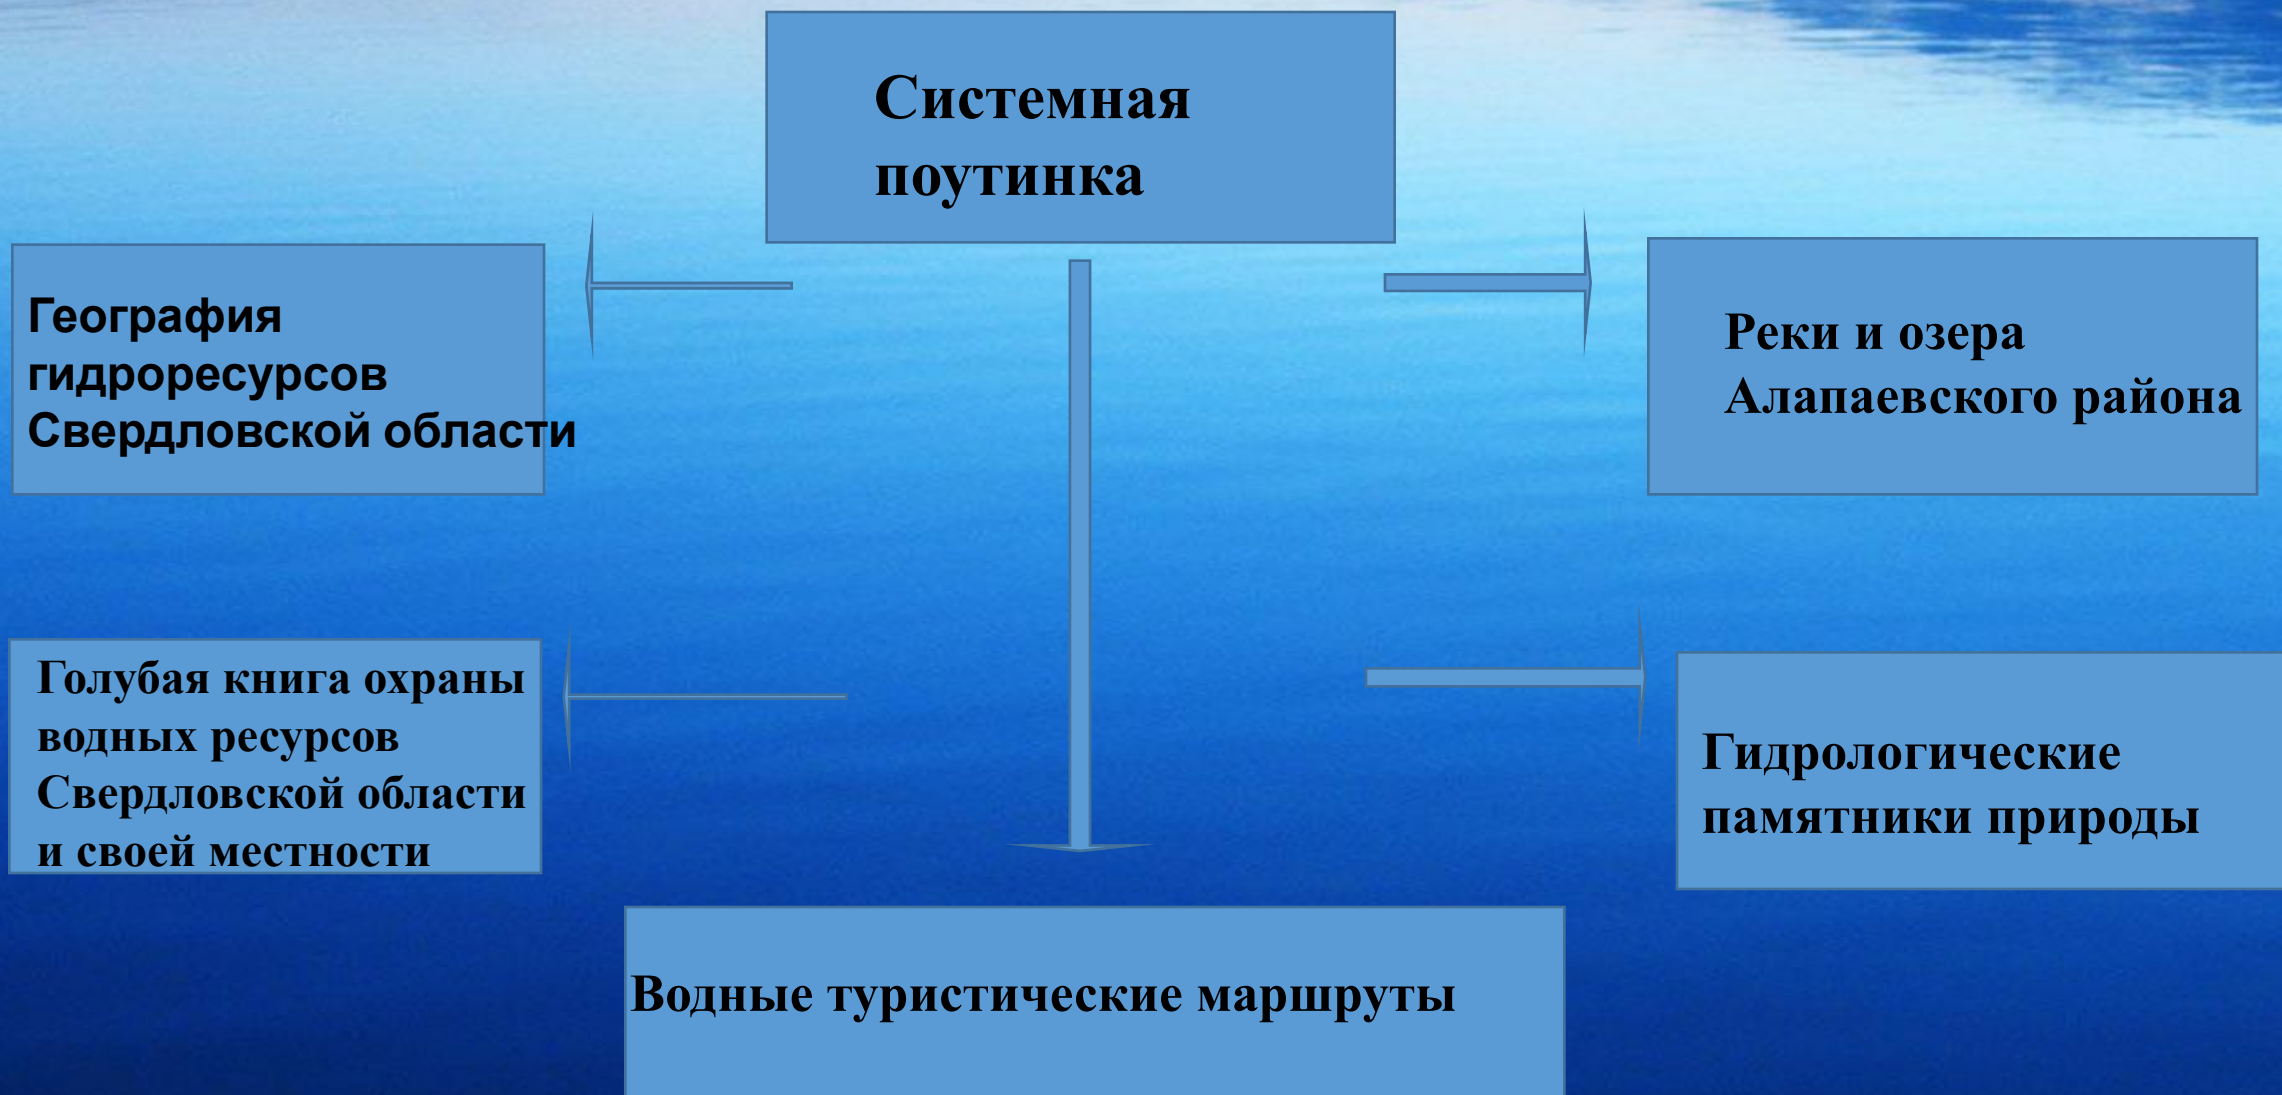 Системная
поутинка
География
гидроресурсов
Свердловской области
Реки и озера
Алапаевского района
Голубая книга охраны
водных ресурсов
Свердловской области
и своей местности
Гидрологические
памятники природы
Водные туристические маршруты